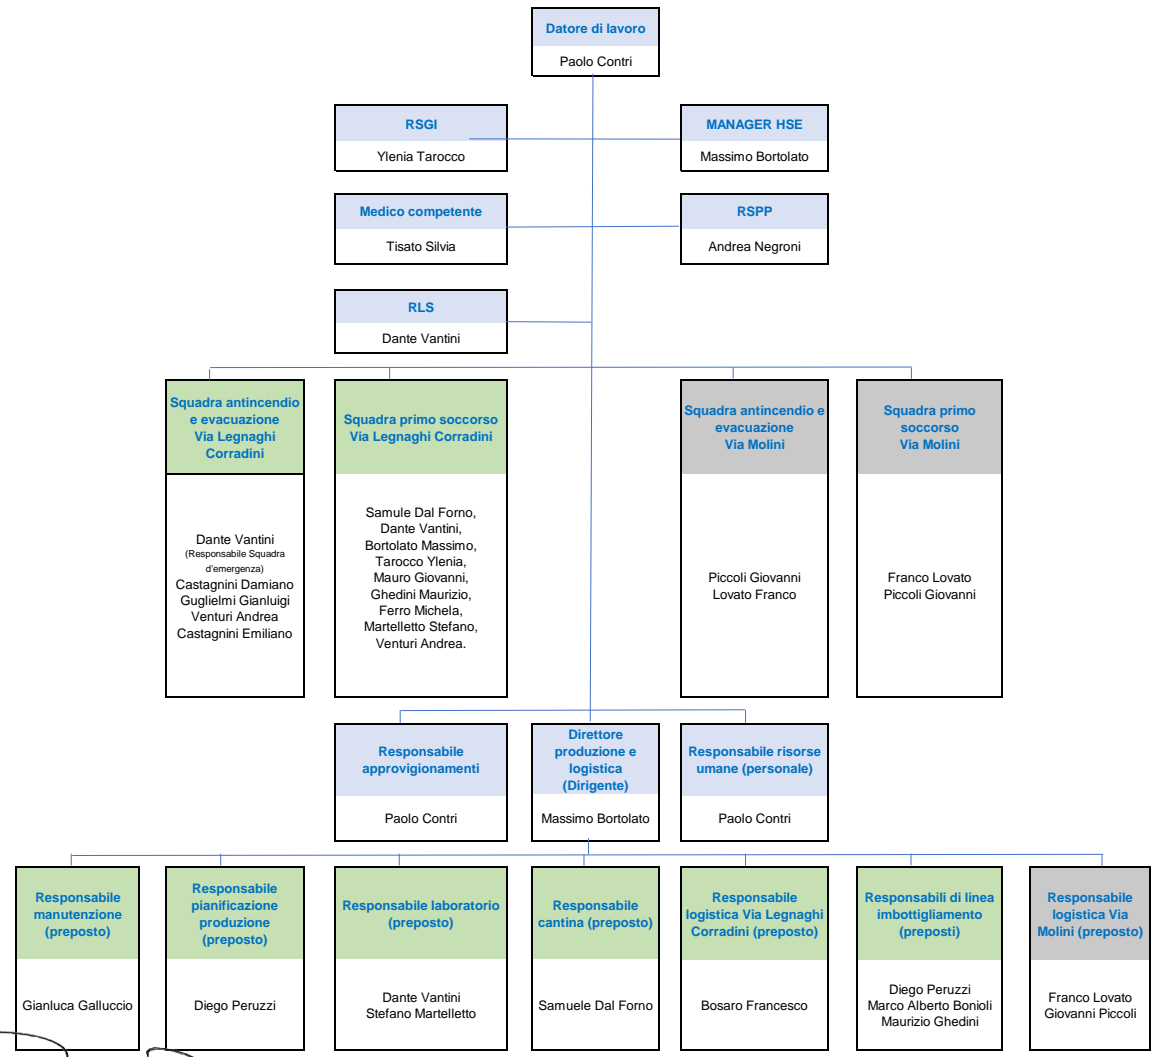 Datore di lavoro
Paolo Contri
RSGI
Ylenia Tarocco
MANAGER HSE
Massimo Bortolato
Medico competente
Tisato Silvia
RSPP
Andrea Negroni
RLS
Dante Vantini
Squadra antincendio
e evacuazione
Via Legnaghi
Corradini
Dante Vantini
(Responsabile Squadra
d'emergenza)
Castagnini Damiano
Guglielmi Gianluigi
Venturi Andrea
Castagnini Emiliano
Squadra primo soccorso
Via Legnaghi Corradini
Samule Dal Forno,
Dante Vantini,
Bortolato Massimo,
Tarocco Ylenia,
Mauro Giovanni,
Ghedini Maurizio,
Ferro Michela,
Martelletto Stefano,
Venturi Andrea.
Squadra antincendio e
evacuazione
Via Molini
Piccoli Giovanni
Lovato Franco
Squadra primo
soccorso
Via Molini
Franco Lovato
Piccoli Giovanni
Responsabile
approvigionamenti
Paolo Contri
Direttore
produzione e
logistica
(Dirigente)
Massimo Bortolato
Responsabile risorse
umane (personale)
Paolo Contri
Responsabile
manutenzione
(preposto)
Gianluca Galluccio
Responsabile
pianificazione
produzione
(preposto)
Diego Peruzzi
Responsabile laboratorio
(preposto)
Dante Vantini
Stefano Martelletto
Responsabile
cantina (preposto)
Samuele Dal Forno
Responsabile
logistica Via Legnaghi
Corradini (preposto)
Bosaro Francesco
Responsabili di linea
imbottigliamento
(preposti)
Diego Peruzzi
Marco Alberto Bonioli
Maurizio Ghedini
Responsabile
logistica Via
Molini (preposto)
Franco Lovato
Giovanni Piccoli